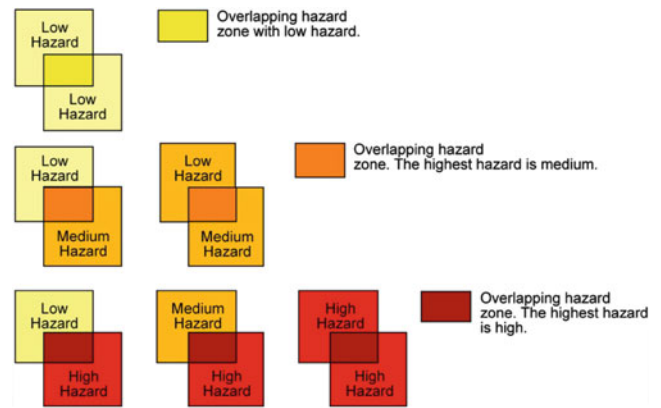 Low
Hazard
Low
Hazard
Overlapping hazard
zone with low hazard.
Low
Hazard
Medium
Hazard
Low
Hazard
Medium
Hazard
Overlapping hazard
zone. The highest hazard is medium.
Low
Hazard
High
Hazard
Medium
Hazard
High
Hazard
High
Hazard
High
Hazard
Overlapping hazard
zone. The highest hazard
is high.